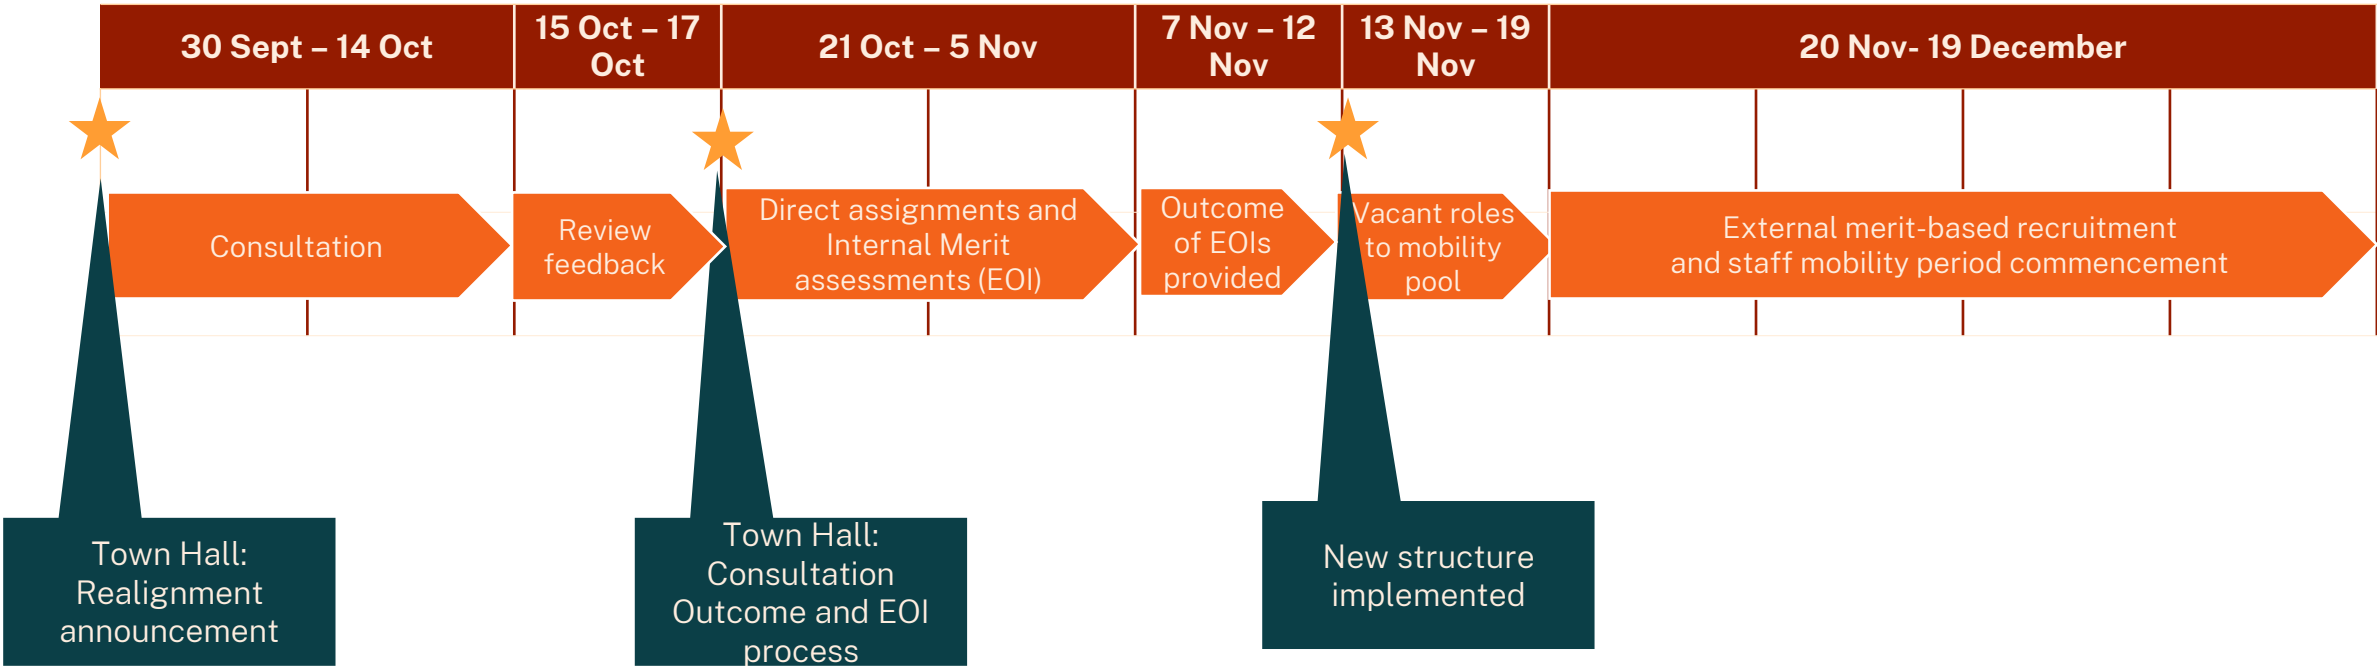 30 Sept – 14 Oct
15 Oct – 17
Oct
21 Oct – 5 Nov
7 Nov – 12
Nov
13 Nov – 19
Nov
20 Nov- 19 December
Consultation
Review
feedback
Direct assignments and
Internal Merit
assessments (EOI)
Outcome
of EOIs
provided
Vacant roles
to mobility
pool
External merit-based recruitment
and staff mobility period commencement
Town Hall:
Realignment
announcement
Town Hall:
Consultation
Outcome and EOI
process
New structure
implemented